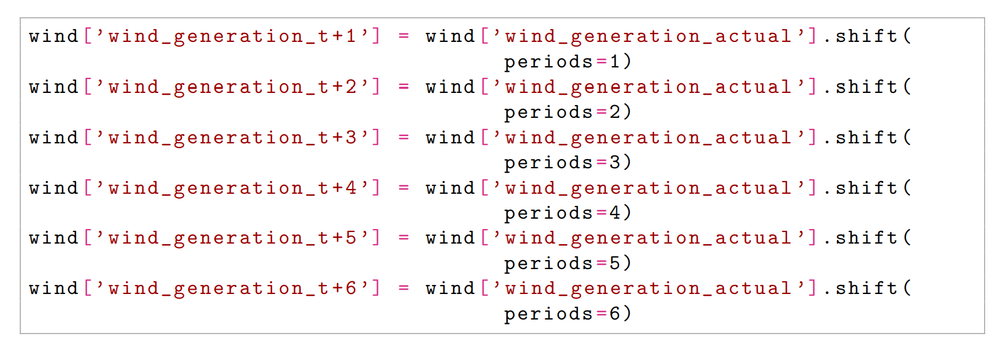 wind['wind_generation_t+1'] = wind['wind_generation_actual'].shift(
periods=1)
wind['wind_generation_t+2'] = wind['wind_generation_actual'].shift(
periods=2)
wind['wind_generation_t+3'] = wind['wind_generation_actual'].shift(
periods=3)
wind['wind_generation_t+4'] = wind['wind_generation_actual'].shift(
periods=4)
wind['wind_generation_t+5'] = wind['wind_generation_actual'].shift(
periods=5)
wind['wind_generation_t+6'] = wind['wind_generation_actual'].shift(
periods=6)